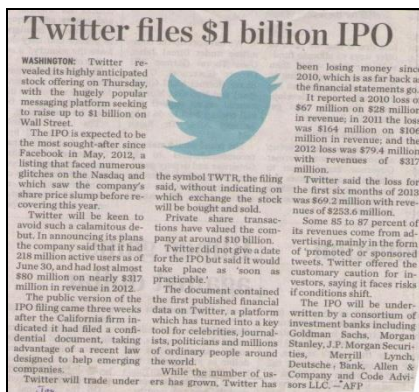 Twitter files $1 billion IPO
WASHINGTON: Twitter re-
vealed its highly anticipated
stock offering on Thursday,
with the hugely popular
messaging platform seeking
to raise up to $1 billion on
Wall Street.
The IPO is expected to be
the most sought-after since
Facebook in May, 2012, a
listing that faced numerous
glitches on the Nasdaq and
which saw the company's
share price slump before re-
covering this year.
Twitter will be keen to
avoid such a calamitous de-
but. In announcing its plans
the company said it had
218 million active users as of
June 30, and had lost almost
$80 million on nearly $317
million in revenue in 2012.
The public version of the
IPO filing came three weeks
after the California firm in-
dicated it had filed a confi-
dential document, taking
advantage of a recent law
designed to help emerging
companies.
Twitter will trade under
the symbol TWTR, the filing
said, without indicating on
which exchange the stock
will be bought and sold.
Private share transac-
tions have valued the com-
pany at around $10 billion.
Twitter did not give a date
for the IPO but said it would
take place as 'soon as
practicable.'
The document contained
the first published financial
data on Twitter, a platform
which has turned into a key
tool for celebrities, journal-
ists, politicians and millions
of ordinary people around
the world.
While the number of us-
ers has grown, Twitter has
been losing money since
2010, which is as far back as
the financial statements go.
It reported a 2010 loss of
$67 million on $28 million
in revenue; in 2011 the loss
was $164 million on $106
million in revenue; and the
2012 loss was $79.4 million
with revenues of $317
million.
Twitter said the loss for
the first six months of 2013
was $69.2 million with reve-
nues of $253.6 million.
Some 85 to 87 percent of
its revenues come from ad-
vertising, mainly in the form
of 'promoted' or sponsored
tweets. Twitter offered the
customary caution for in-
vestors, saying it faces risks
if conditions shift.
The IPO will be under-
written by a consortium of
investment banks including
Goldman Sachs, Morgan
Stanley, J.P. Morgan Securi-
ties, Merrill Lynch,
Deutsche Bank, Allen &
Company and Code Advi-
sors LLC. – AFP